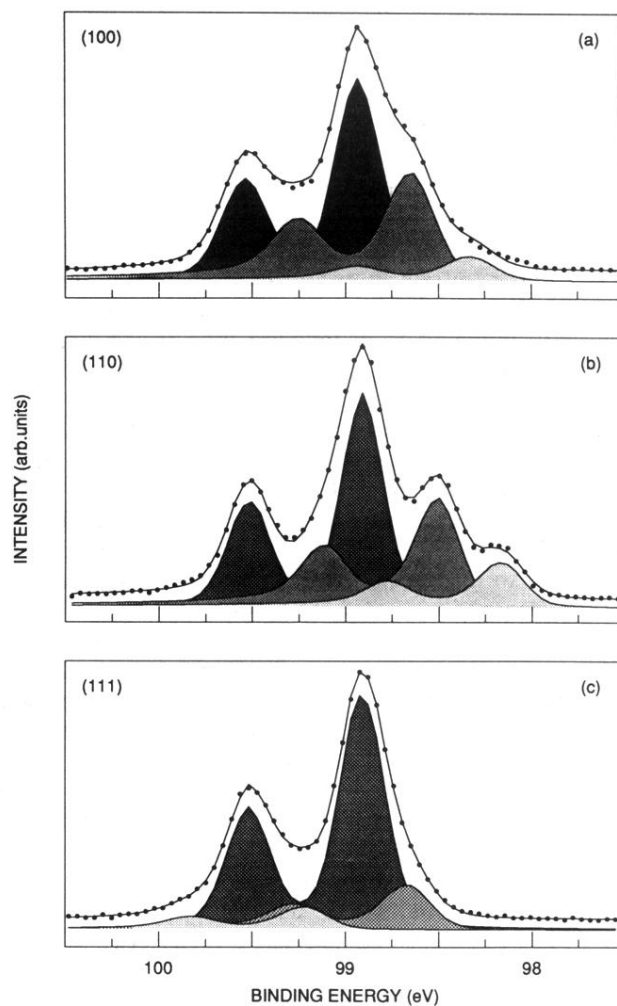 (100) (a)
(110) (b)
INTENSITY (arb.units)
(111) (c)
100 99 98
BINDING ENERGY (eV)